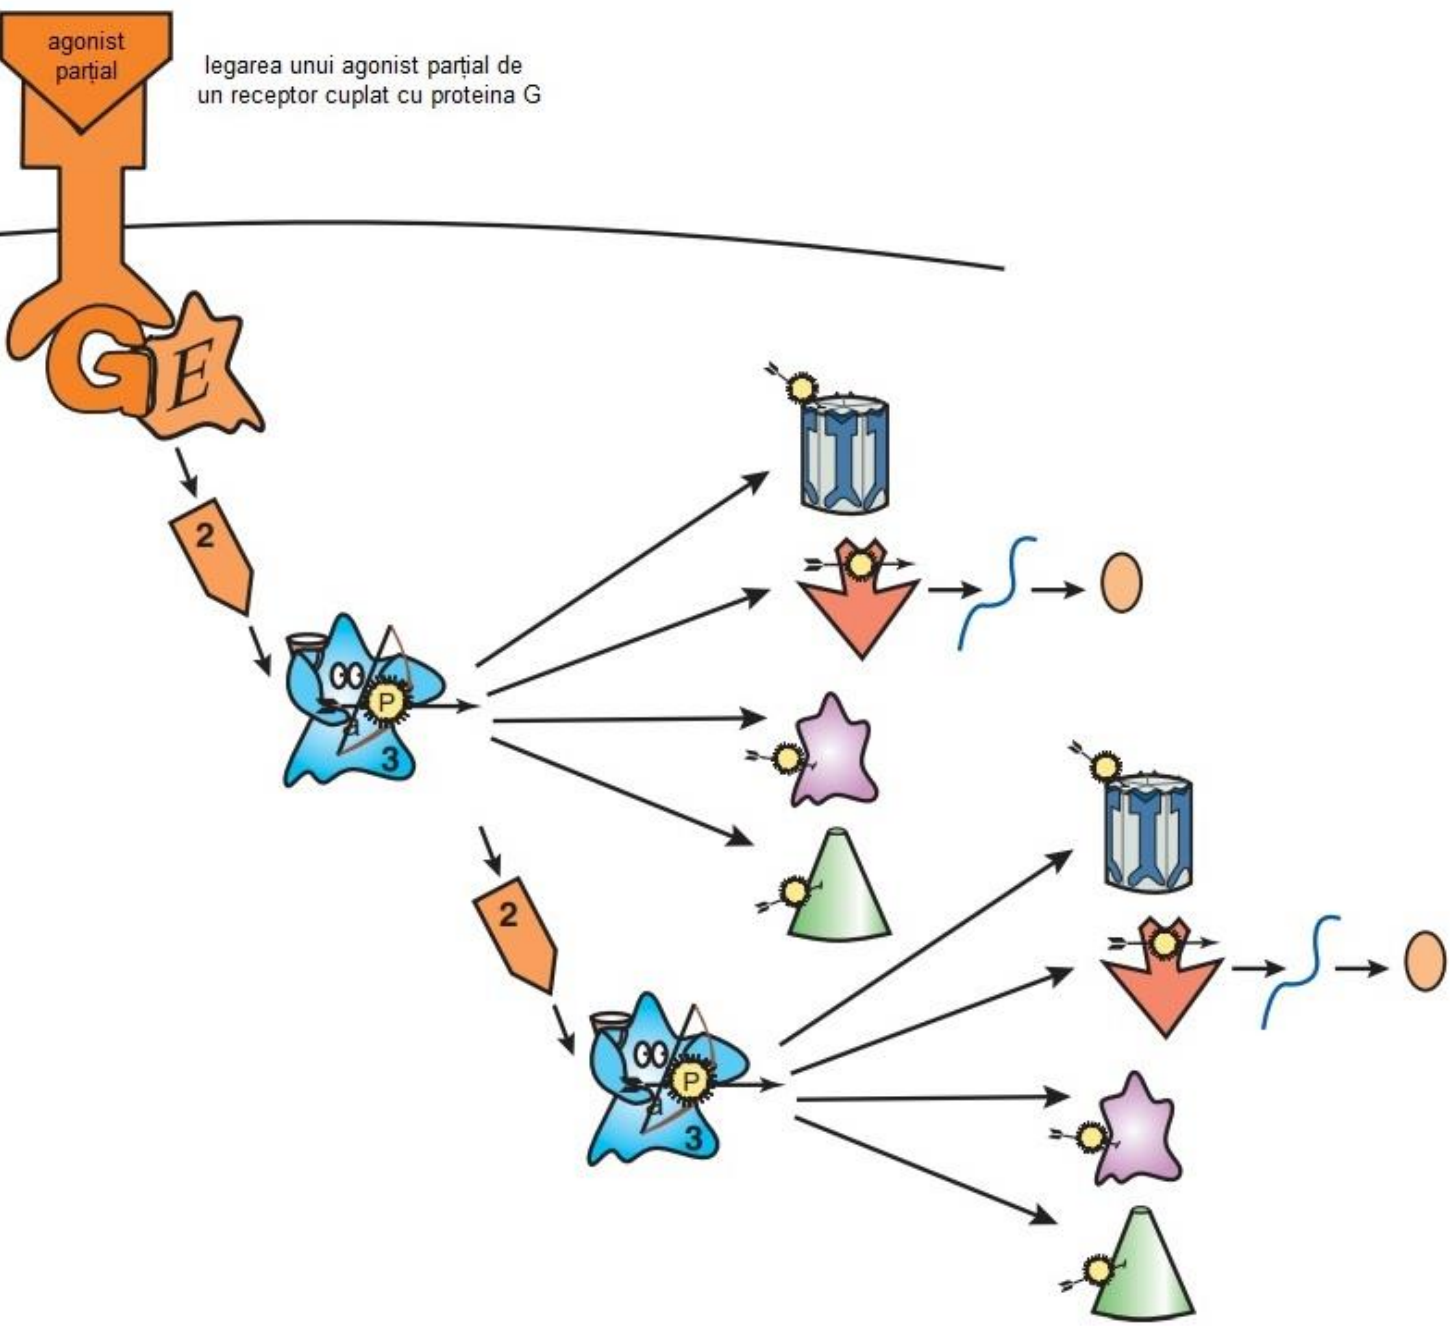 agonist
parțial
legarea unui agonist parțial de
un receptor cuplat cu proteina G
G
E
2
P
a
3
2
P
a
3